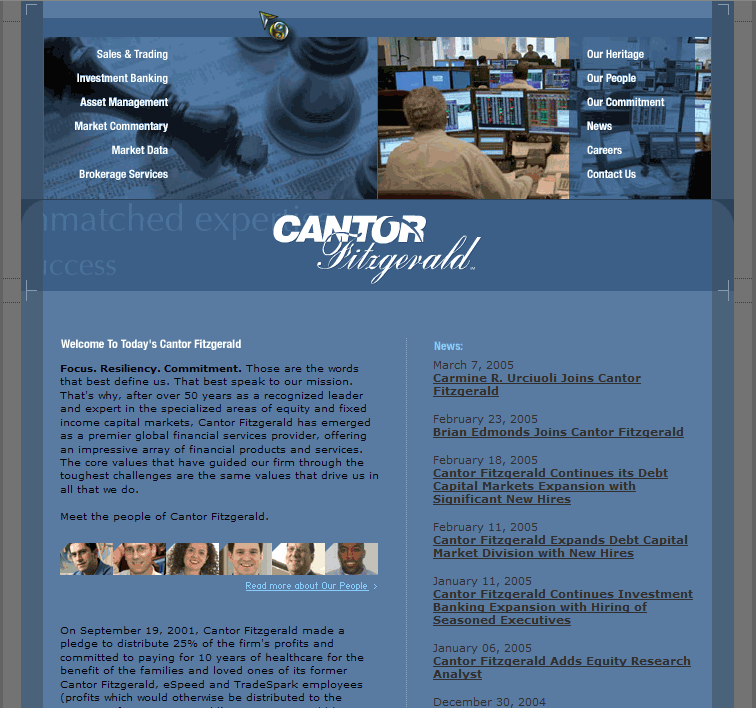 Sales & Trading
Investment Banking
Asset Management
Market Commentary
Market Data
Brokerage Services
Our Heritage
Our People
Our Commitment
News
Careers
Contact Us
nmatched experti
uccess
CANTOR
Fitzgerald
Welcome To Today's Cantor Fitzgerald
Focus. Resiliency. Commitment. Those are the words
that best define us. That best speak to our mission.
That's why, after over 50 years as a recognized leader
and expert in the specialized areas of equity and fixed
income capital markets, Cantor Fitzgerald has emerged
as a premier global financial services provider, offering
an impressive array of financial products and services.
The core values that have guided our firm through the
toughest challenges are the same values that drive us in
all that we do.
Meet the people of Cantor Fitzgerald.
Read more about Our People >
On September 19, 2001, Cantor Fitzgerald made a
pledge to distribute 25% of the firm's profits and
committed to paying for 10 years of healthcare for the
benefit of the families and loved ones of its former
Cantor Fitzgerald, eSpeed and TradeSpark employees
(profits which would otherwise be distributed to the
News:
March 7, 2005
Carmine R. Urciuoli Joins Cantor
Fitzgerald
February 23, 2005
Brian Edmonds Joins Cantor Fitzgerald
February 18, 2005
Cantor Fitzgerald Continues its Debt
Capital Markets Expansion with
Significant New Hires
February 11, 2005
Cantor Fitzgerald Expands Debt Capital
Market Division with New Hires
January 11, 2005
Cantor Fitzgerald Continues Investment
Banking Expansion with Hiring of
Seasoned Executives
January 06, 2005
Cantor Fitzgerald Adds Equity Research
Analyst
December 30, 2004